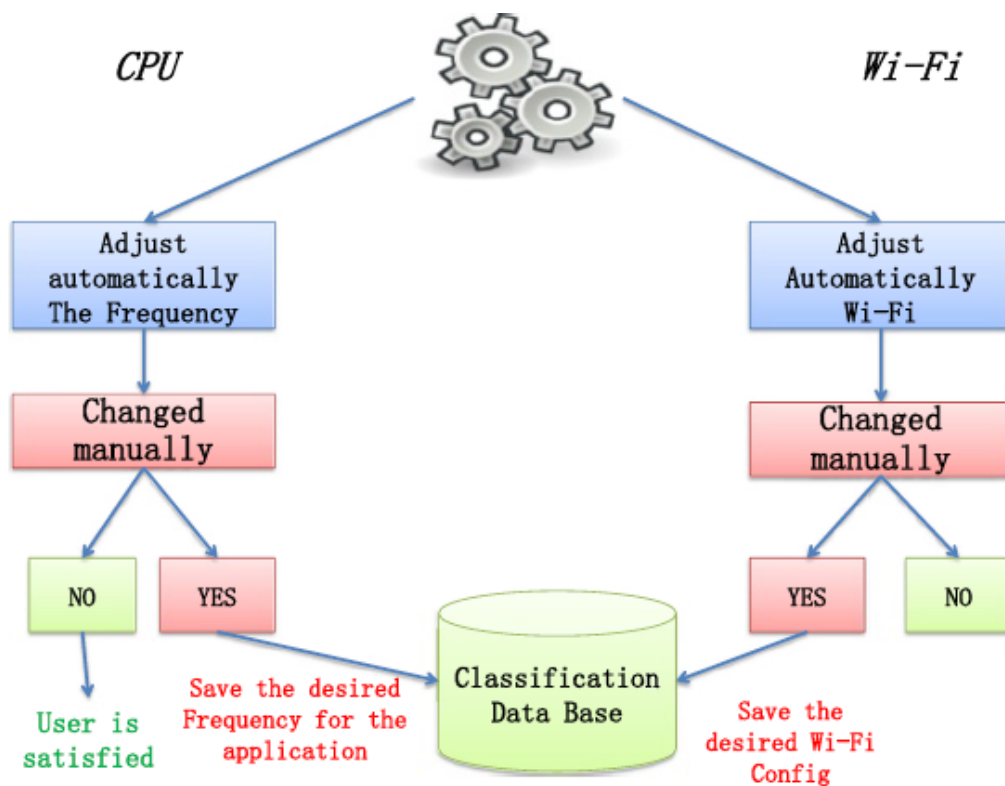 CPU
Wi-Fi
Adjust
automatically
The Frequency
Adjust
Automatically
Wi-Fi
Changed
manually
Changed
manually
NO
YES
YES
NO
Classification
Data Base
User is
satisfied
Save the desired
Frequency for the
application
Save the
desired Wi-Fi
Config